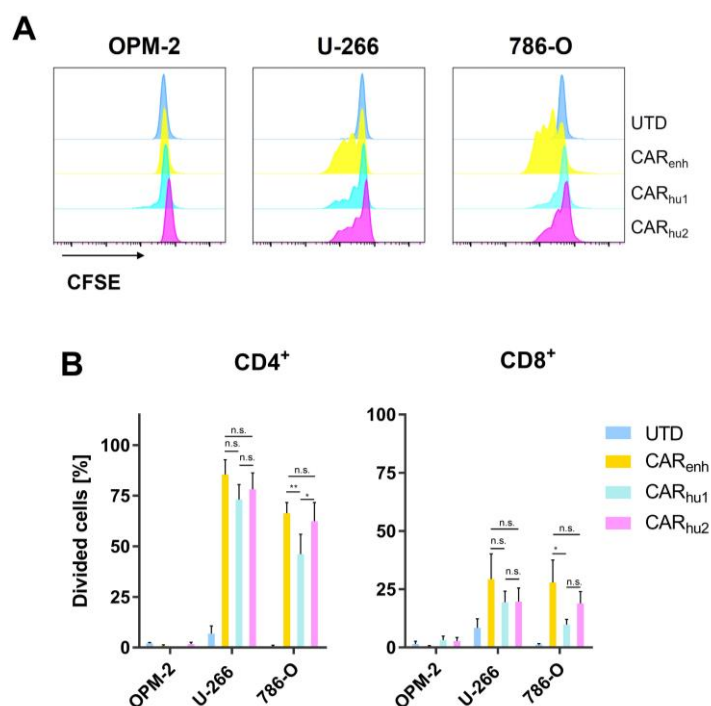 A
OPM-2 U-266 786-O
UTD
CARenh
CARhu1
CARhu2
CFSE
B
CD4+ CD8+
Divided cells [%]
100
75
50
25
0
n.s.
n.s.
n.s.
n.s.
**
*
OPM-2
U-266
786-O
100
75
50
25
0
n.s.
n.s.
n.s.
n.s.
*
n.s.
OPM-2
U-266
786-O
UTD
CARenh
CARhu1
CARhu2